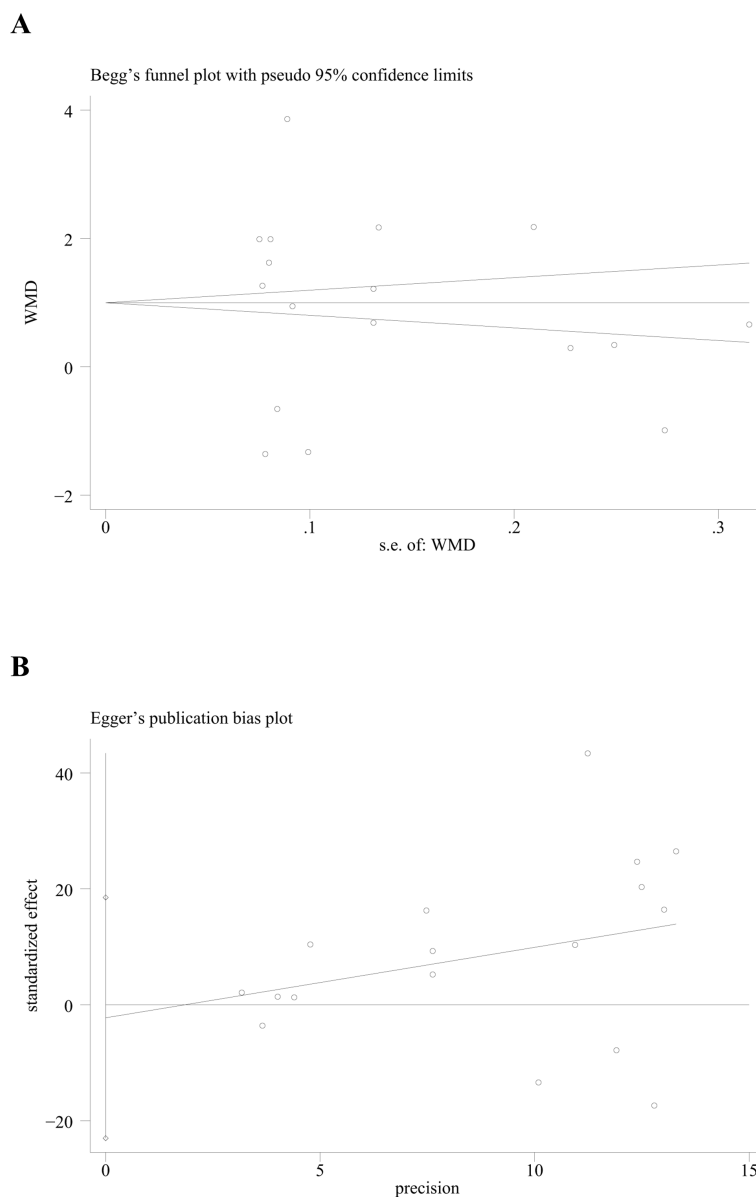 A
Begg’s funnel plot with pseudo 95% confidence limits
4
2
0
−2
WMD
0
.1
.2
.3
s.e. of: WMD
B
Egger’s publication bias plot
40
20
0
−20
standardized effect
0
5
10
15
precision